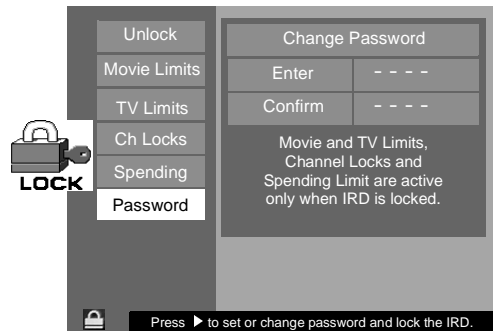 Unlock
Movie Limits
TV Limits
Ch Locks
Spending
Password
LOCK
Change Password
Enter - - - -
Confirm - - - -
Movie and
TV Limits,
Channel
Locks and
Spending
Limit are active
only when IRD is locked.
Press ▶ to set or change password and lock the IRD.